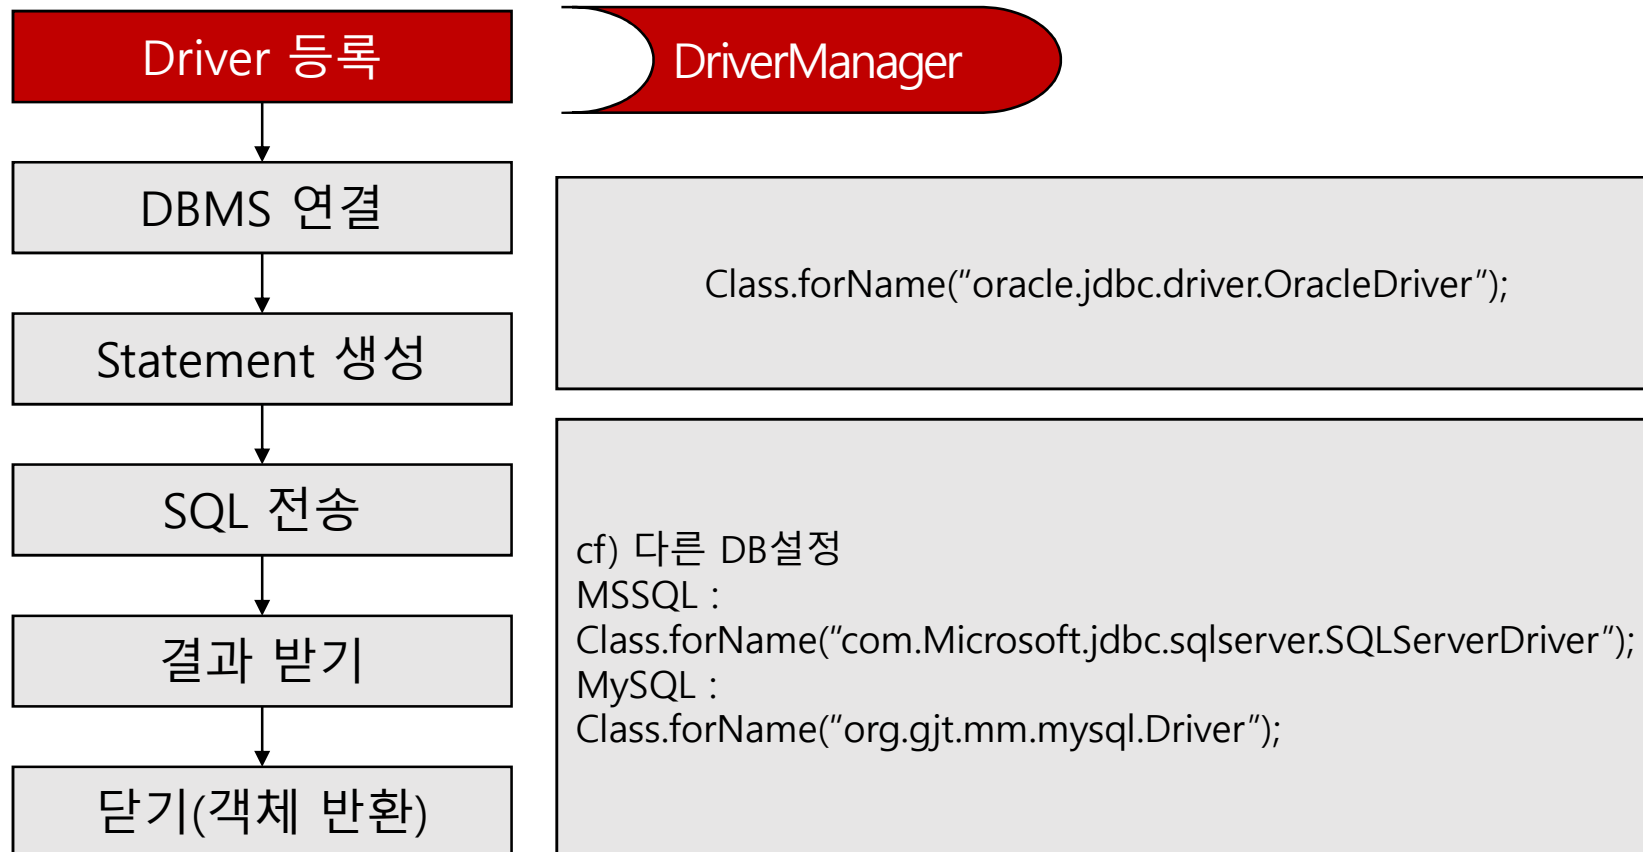 Driver 등록
DriverManager
DBMS 연결
Statement 생성
SQL 전송
결과 받기
닫기(객체 반환)
Class.forName(“oracle.jdbc.driver.OracleDriver”);
cf) 다른 DB설정
MSSQL :
Class.forName(“com.Microsoft.jdbc.sqlserver.SQLServerDriver”);
MySQL :
Class.forName(“org.gjt.mm.mysql.Driver”);